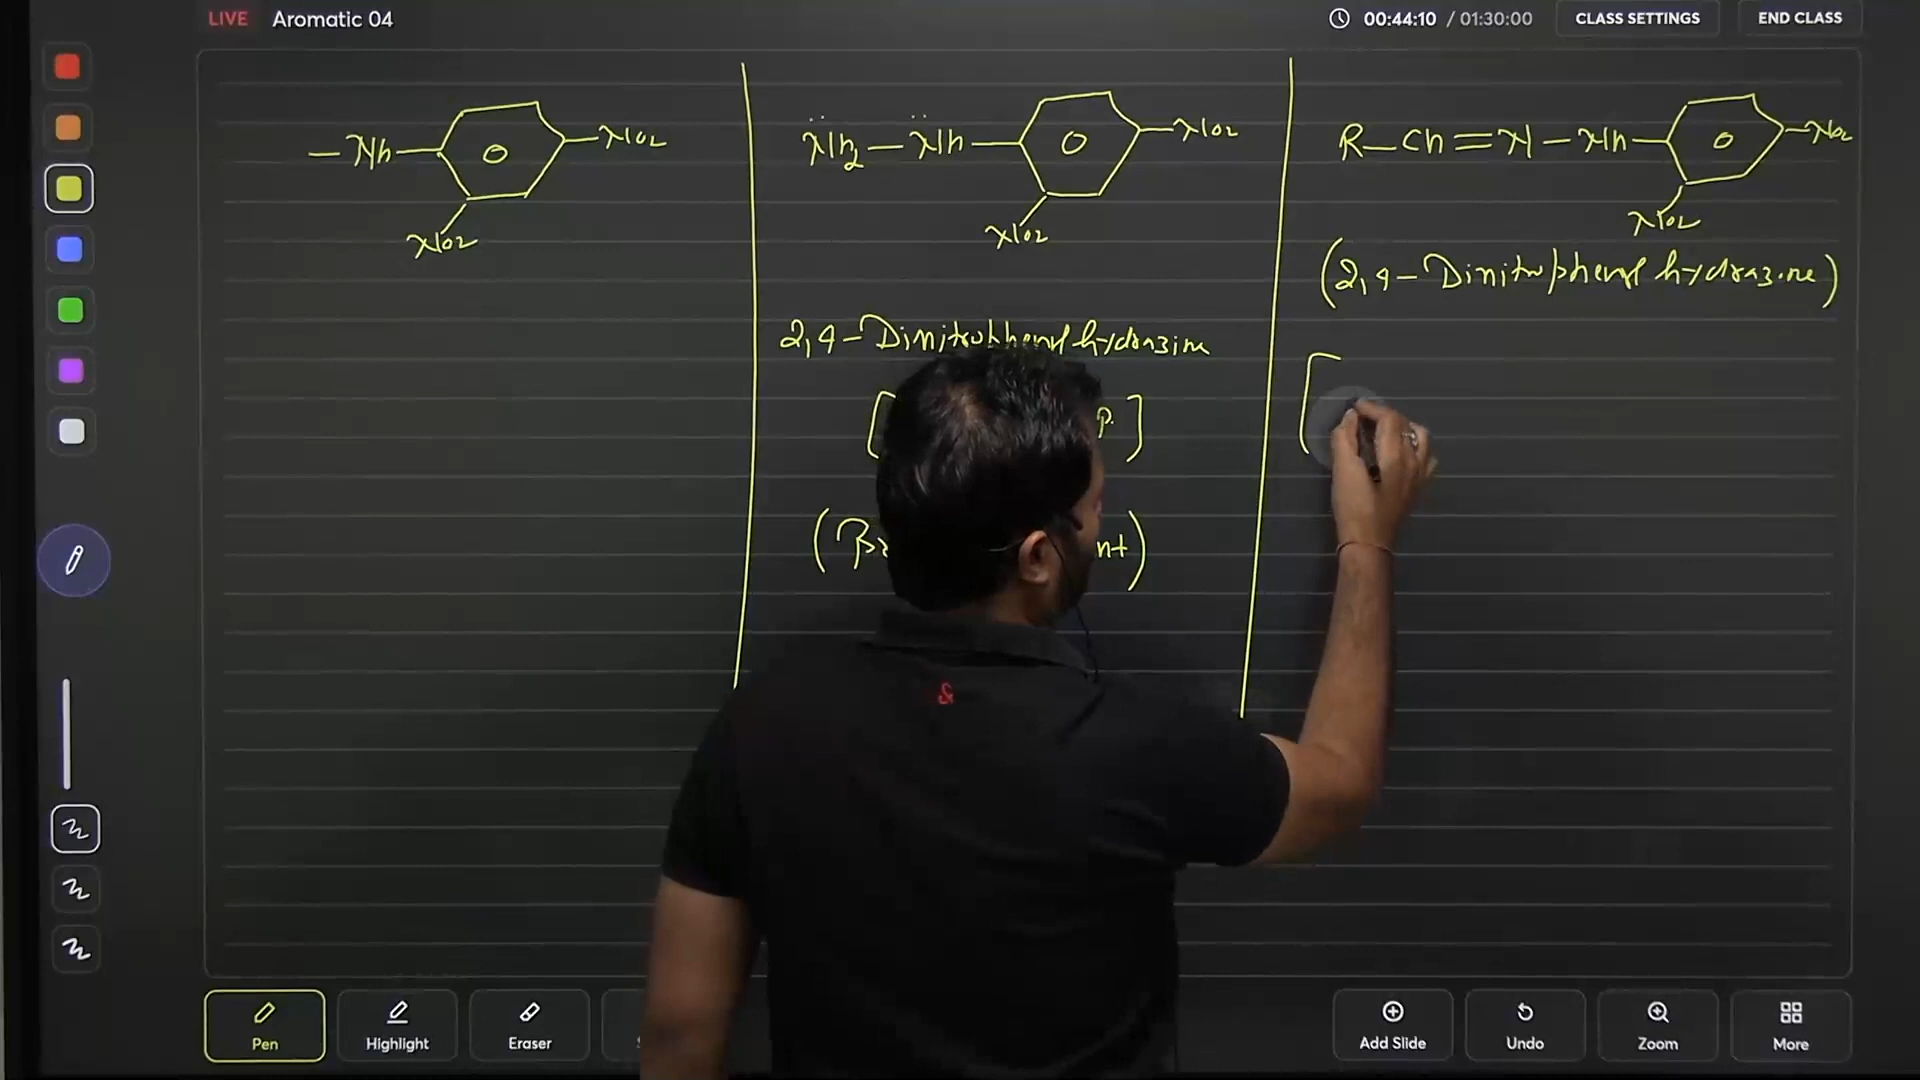 LIVE Aromatic 04
00:44:10 / 01:30:00 CLASS SETTINGS END CLASS
— Nh — NO2
NO2
NH2 — NH — NO2
NO2
2,4-Dinitrophenyl hydrazine
P.
nt
R — Ch = N — NH — NO2
NO2
(2,4-Dinitrophenyl hydrazine)
Pen Highlight Eraser Add Slide Undo Zoom More